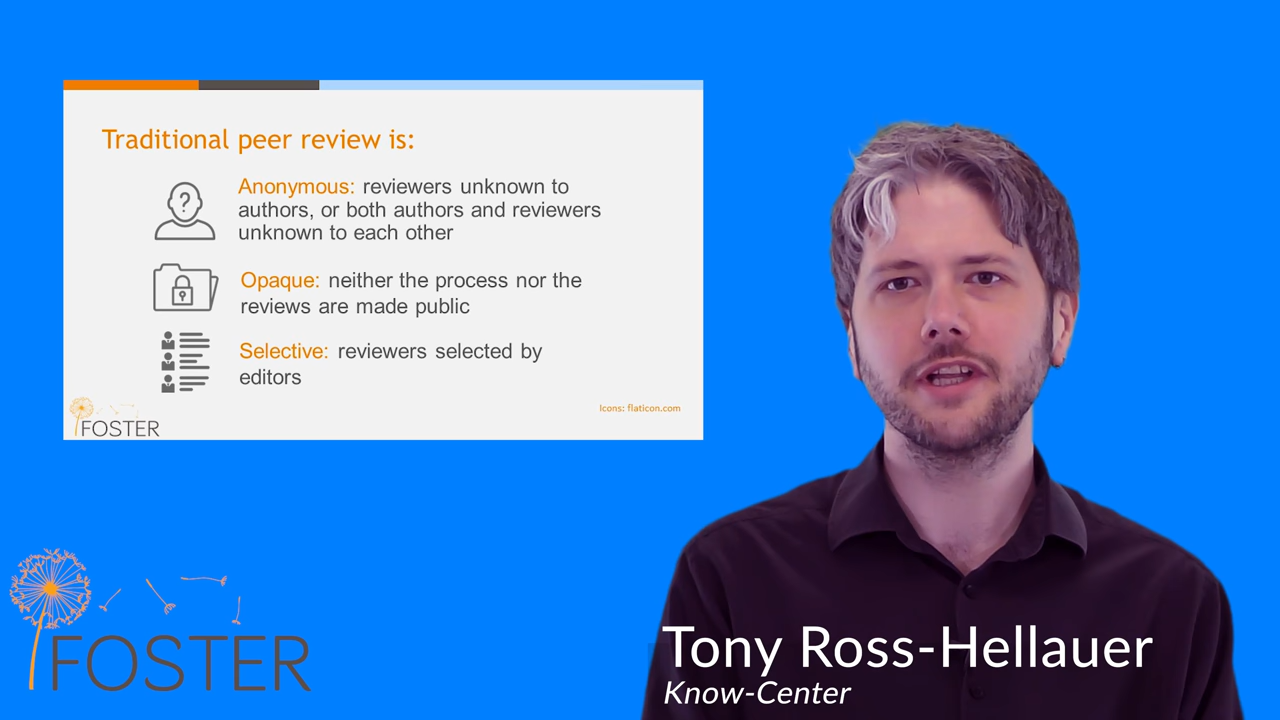 Traditional peer review is:
?
Anonymous: reviewers unknown to
authors, or both authors and reviewers
unknown to each other
Opaque: neither the process nor the
reviews are made public
Selective: reviewers selected by
editors
Icons: flaticon.com
FOSTER
FOSTER
Tony Ross-Hellauer
Know-Center